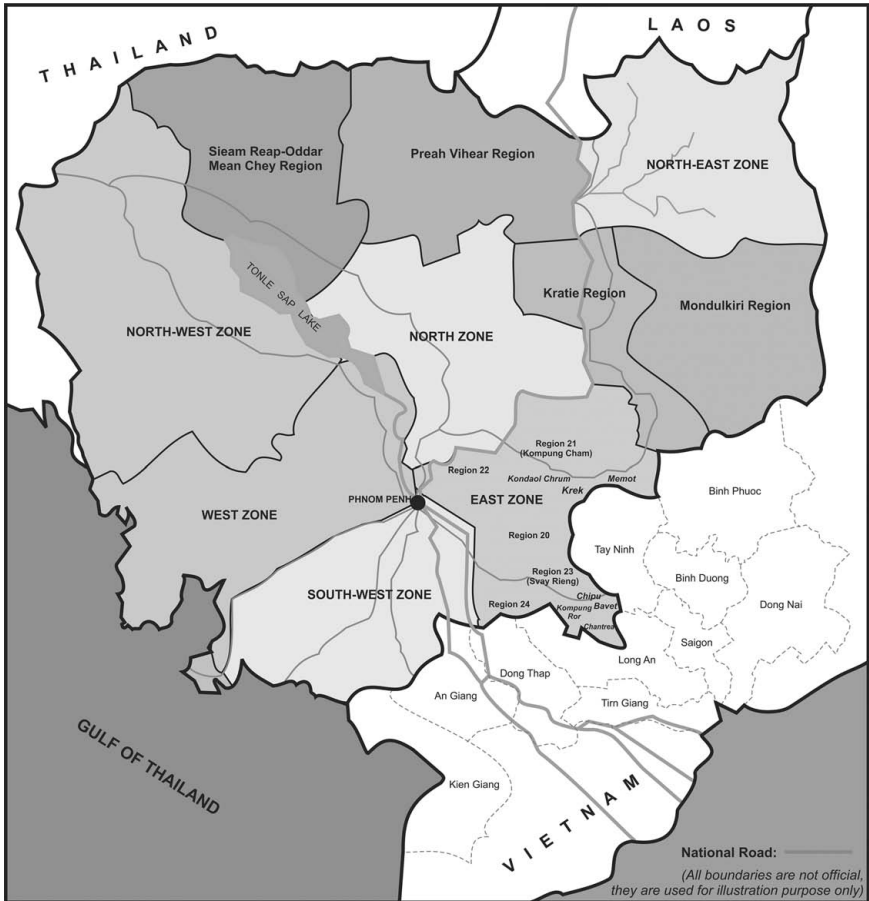 THAILAND
LAOS
Sieam Reap-Oddar
Mean Chey Region
Preah Vihear Region
NORTH-EAST ZONE
TONLE SAP LAKE
Kratie Region
Mondulkiri Region
NORTH-WEST ZONE
NORTH ZONE
Region 21
(Kompung Cham)
Region 22
Kondaol Chrum
Memot
Krek
Binh Phuoc
PHNOM PENH
EAST ZONE
WEST ZONE
Region 20
Tay Ninh
Region 23
(Svay Rieng)
Binh Duong
SOUTH-WEST ZONE
Chipu
Region 24
Kompung
Ror
Bavet
Dong Nai
Chantrea
Saigon
Long An
Dong Thap
An Giang
Tirn Giang
GULF OF THAILAND
Kien Giang
VIETNAM
National Road:
(All boundaries are not official,
they are used for illustration purpose only)